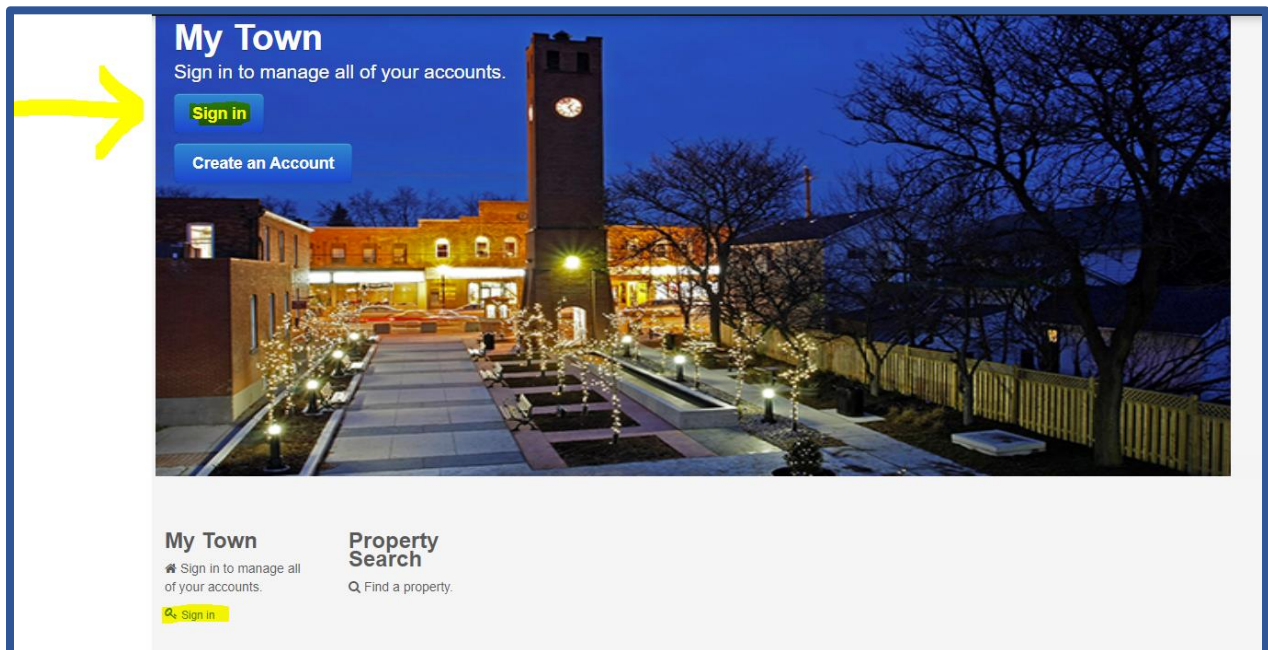 My Town
Sign in to manage all of your accounts.
Sign in
Create an Account
My Town
Sign in to manage all
of your accounts.
Sign in
Property
Search
Find a property.